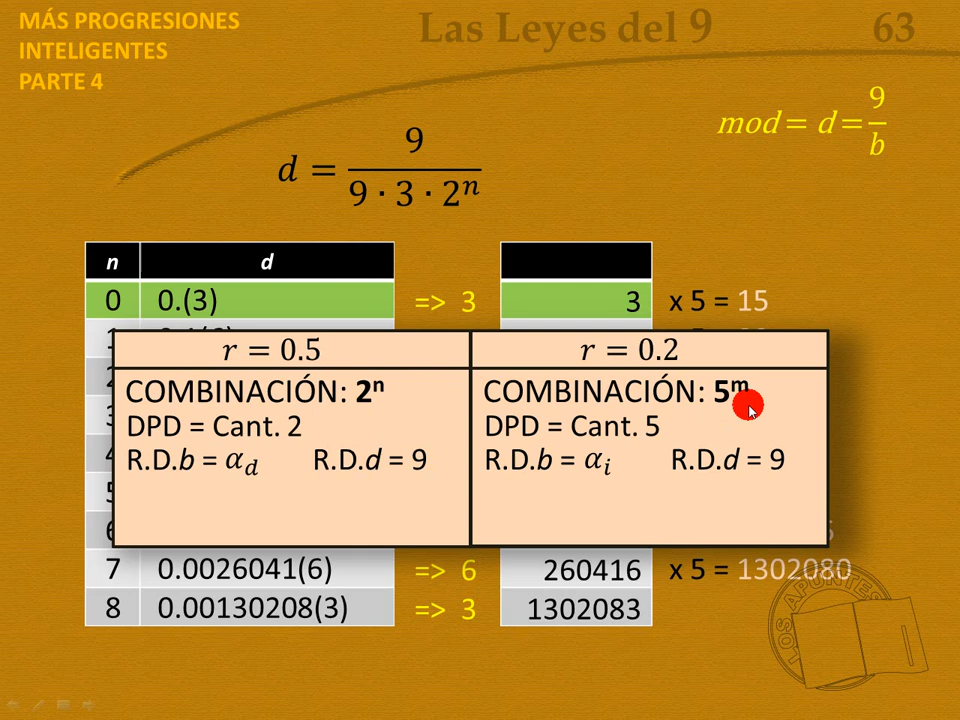 MÁS PROGRESIONES
INTELIGENTES
PARTE 4
Las Leyes del 9
63
mod = d = 9/b
d = 9/(9 · 3 · 2ⁿ)
n d
0 0.(3) => 3 3 x 5 = 15
r = 0.5 r = 0.2
COMBINACIÓN: 2ⁿ COMBINACIÓN: 5ᵐ
DPD = Cant. 2 DPD = Cant. 5
R.D.b = α_d R.D.d = 9 R.D.b = α_i R.D.d = 9
7 0.0026041(6) => 6 260416 x 5 = 1302080
8 0.00130208(3) => 3 1302083
LOS APUNTES